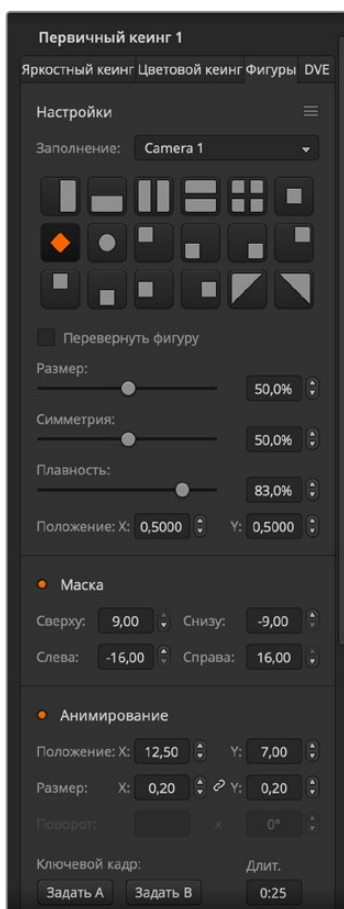 Первичный кеинг 1
Яркостный кеинг Цветовой кеинг Фигуры DVE
Настройки
Заполнение: Camera 1
Перевернуть фигуру
Размер:
50,0%
Симметрия:
50,0%
Плавность:
83,0%
Положение: X: 0,5000 Y: 0,5000
Маска
Сверху: 9,00 Снизу: -9,00
Слева: -16,00 Справа: 16,00
Анимирование
Положение: X: 12,50 Y: 7,00
Размер: X: 0,20 Y: 0,20
Поворот: x 0°
Ключевой кадр: Длит.
Задать A Задать B 0:25